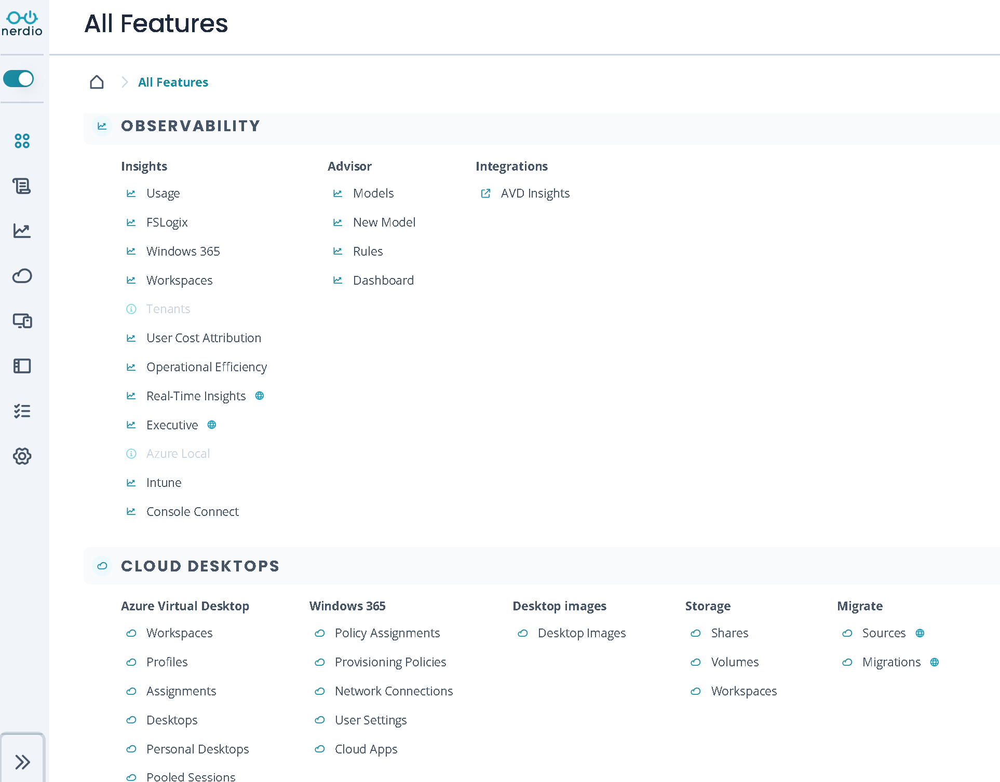 nerdio
All Features
All Features
OBSERVABILITY
Insights
Usage
FSLogix
Windows 365
Workspaces
Tenants
User Cost Attribution
Operational Efficiency
Real-Time Insights
Executive
Azure Local
Intune
Console Connect
Advisor
Models
New Model
Rules
Dashboard
Integrations
AVD Insights
CLOUD DESKTOPS
Azure Virtual Desktop
Workspaces
Profiles
Assignments
Desktops
Personal Desktops
Pooled Sessions
Windows 365
Policy Assignments
Provisioning Policies
Network Connections
User Settings
Cloud Apps
Desktop images
Desktop Images
Storage
Shares
Volumes
Workspaces
Migrate
Sources
Migrations